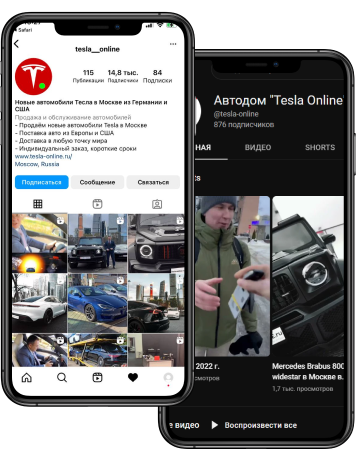 Safari
tesla__online
115
14,8 тыс.
84
Публикации
Подписчики
Подписки
Новые автомобили Тесла в Москве из Германии и
США
Продажа и обслуживание автомобилей
- Продаём новые автомобили Tesla в Москве
- Поставка авто из Европы и США
- Доставка в любую точку мира
- Индивидуальный заказ, короткие сроки
www.tesla-online.ru/
Moscow, Russia
Подписаться
Сообщение
Связаться
Автодом "Tesla Online"
@tesla-online
876 подписчиков
НАЯ
ВИДЕО
SHORTS
ts
2022 г.
смотров
Mercedes Brabus 800
widestar в Москве в..
1,7 тыс. просмотров
е видео
Воспроизвести все